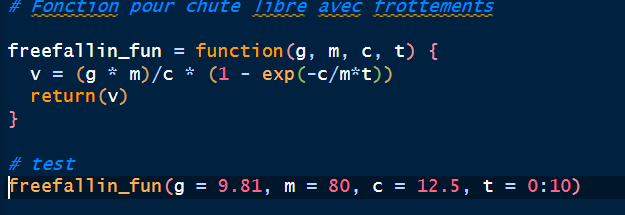 # Fonction pour chute libre avec frottements
freefallin_fun = function(g, m, c, t) {
v = (g * m)/c * (1 - exp(-c/m*t))
return(v)
}
# test
freefallin_fun(g = 9.81, m = 80, c = 12.5, t = 0:10)